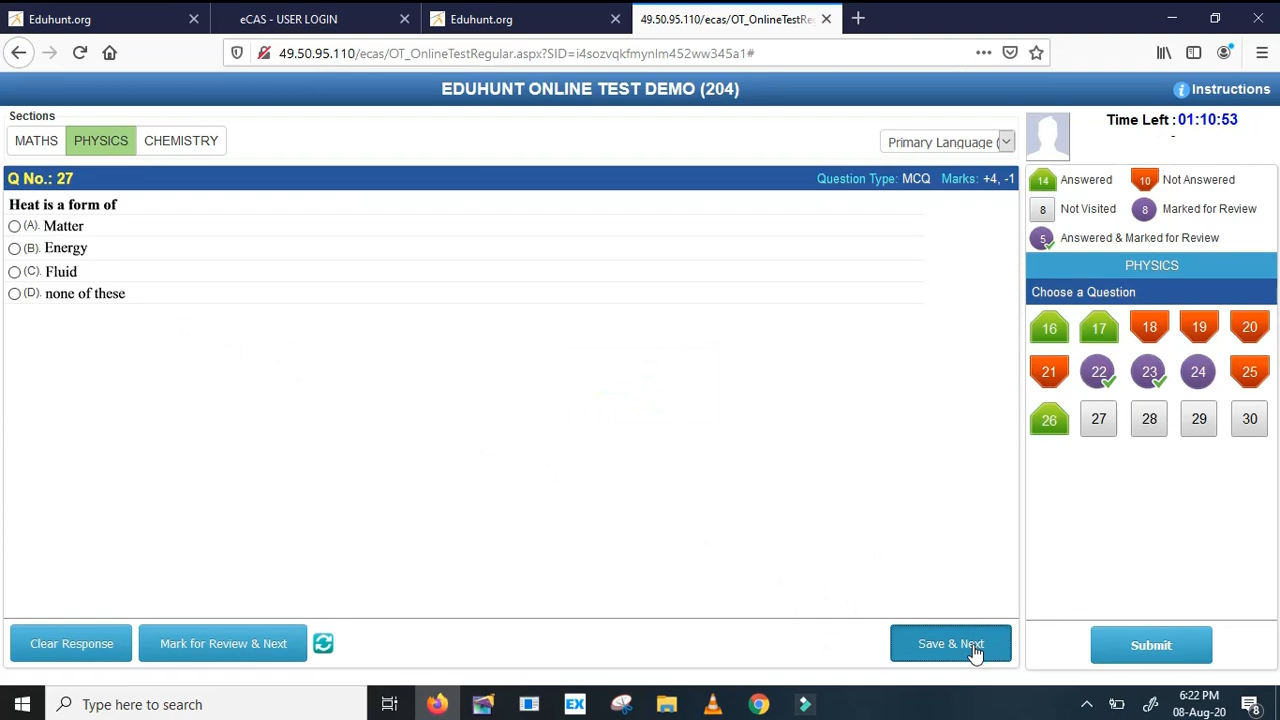 Eduhunt.org
eCAS - USER LOGIN
Eduhunt.org
49.50.95.110/ecas/OT_OnlineTestRe
49.50.95.110/ecas/OT_OnlineTestRegular.aspx?SID=i4sozvqkfmynlm452ww345a1#
EDUHUNT ONLINE TEST DEMO (204)
Instructions
Sections
MATHS
PHYSICS
CHEMISTRY
Primary Language (
Time Left : 01:10:53
-
Q No.: 27
Question Type: MCQ
Marks: +4, -1
Heat is a form of
(A). Matter
(B). Energy
(C). Fluid
(D). none of these
14 Answered
10 Not Answered
8 Not Visited
8 Marked for Review
5 Answered & Marked for Review
PHYSICS
Choose a Question
16 17 18 19 20
21 22 23 24 25
26 27 28 29 30
Clear Response
Mark for Review & Next
Save & Next
Submit
Type here to search
EX
6:22 PM
08-Aug-20
8